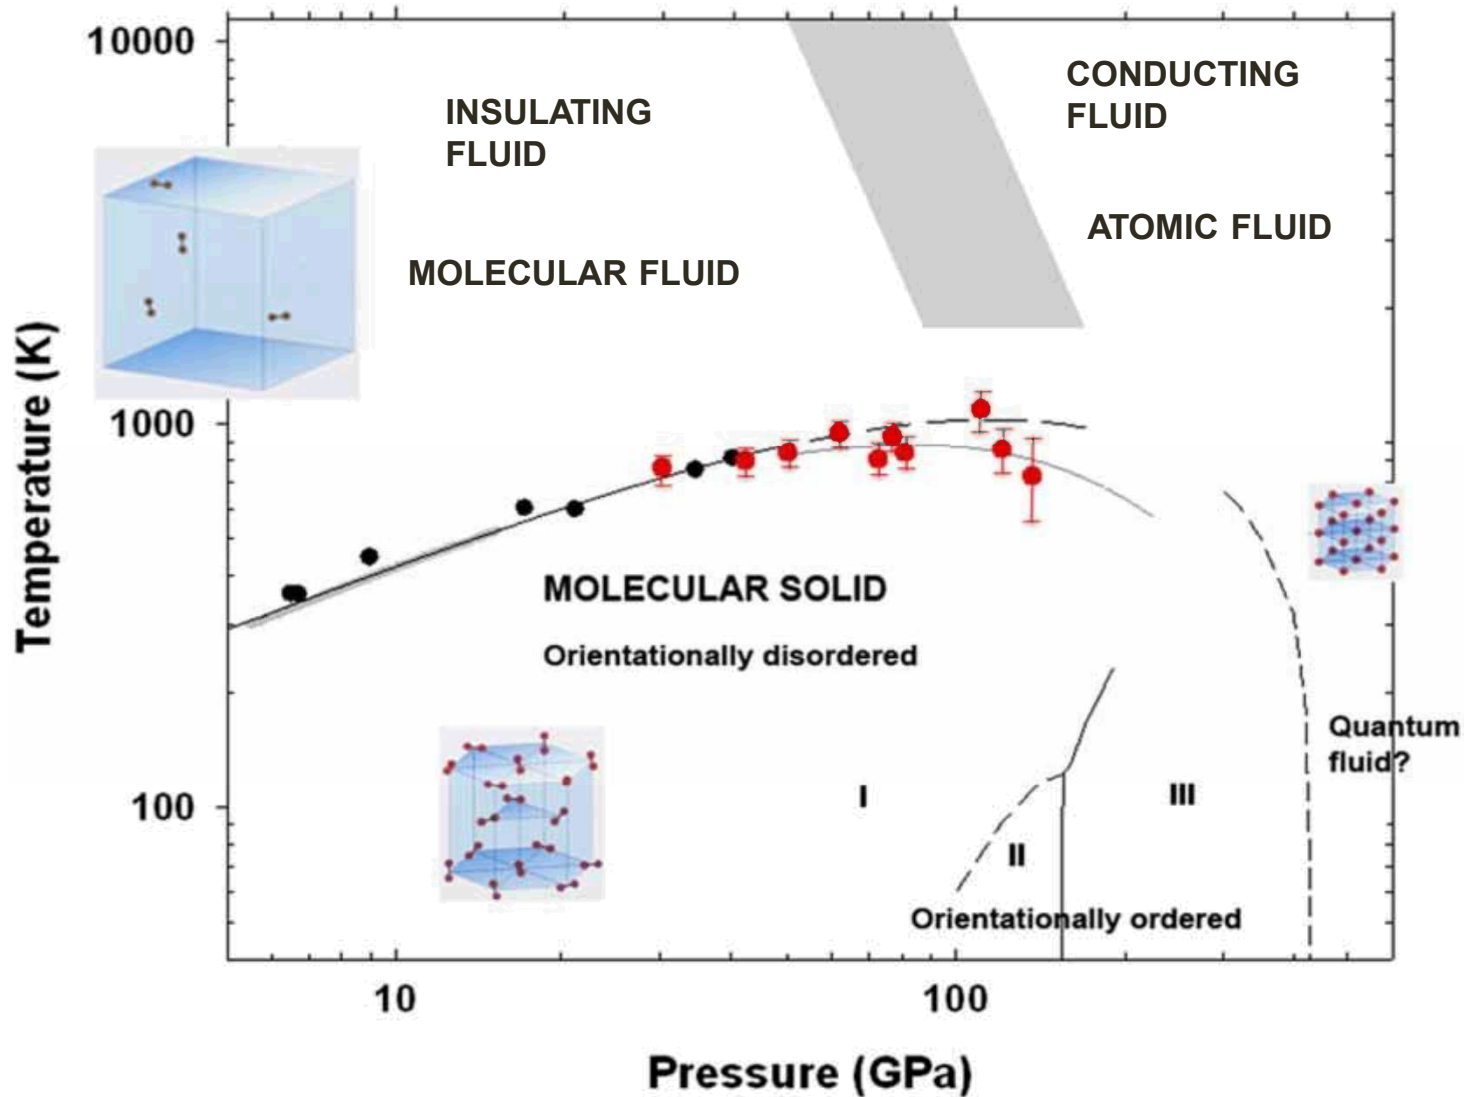 10000
INSULATING
FLUID
CONDUCTING
FLUID
ATOMIC FLUID
MOLECULAR FLUID
1000
Temperature (K)
MOLECULAR SOLID
Orientationally disordered
Quantum
fluid?
100
I
III
II
Orientationally ordered
10
100
Pressure (GPa)